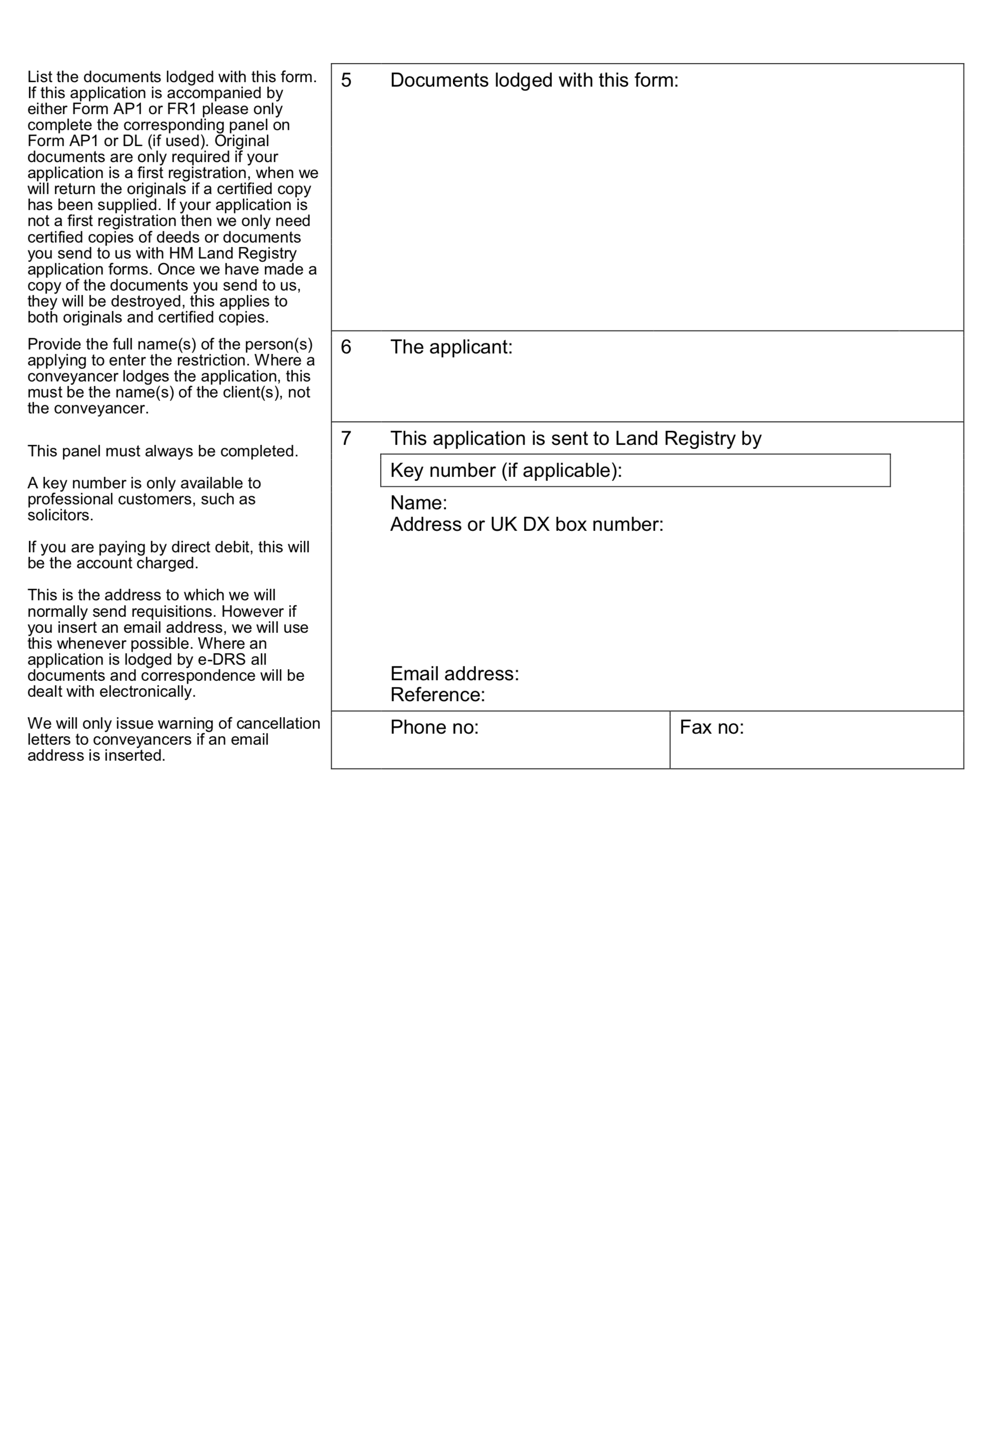 List the documents lodged with this form.
If this application is accompanied by
either Form AP1 or FR1 please only
complete the corresponding panel on
Form AP1 or DL (if used). Original
documents are only required if your
application is a first registration, when we
will return the originals if a certified copy
has been supplied. If your application is
not a first registration then we only need
certified copies of deeds or documents
you send to us with HM Land Registry
application forms. Once we have made a
copy of the documents you send to us,
they will be destroyed, this applies to
both originals and certified copies.
5 Documents lodged with this form:
Provide the full name(s) of the person(s)
applying to enter the restriction. Where a
conveyancer lodges the application, this
must be the name(s) of the client(s), not
the conveyancer.
6 The applicant:
This panel must always be completed.
A key number is only available to
professional customers, such as
solicitors.
If you are paying by direct debit, this will
be the account charged.
This is the address to which we will
normally send requisitions. However if
you insert an email address, we will use
this whenever possible. Where an
application is lodged by e-DRS all
documents and correspondence will be
dealt with electronically.
We will only issue warning of cancellation
letters to conveyancers if an email
address is inserted.
7 This application is sent to Land Registry by
Key number (if applicable):
Name:
Address or UK DX box number:
Email address:
Reference:
Phone no:
Fax no: